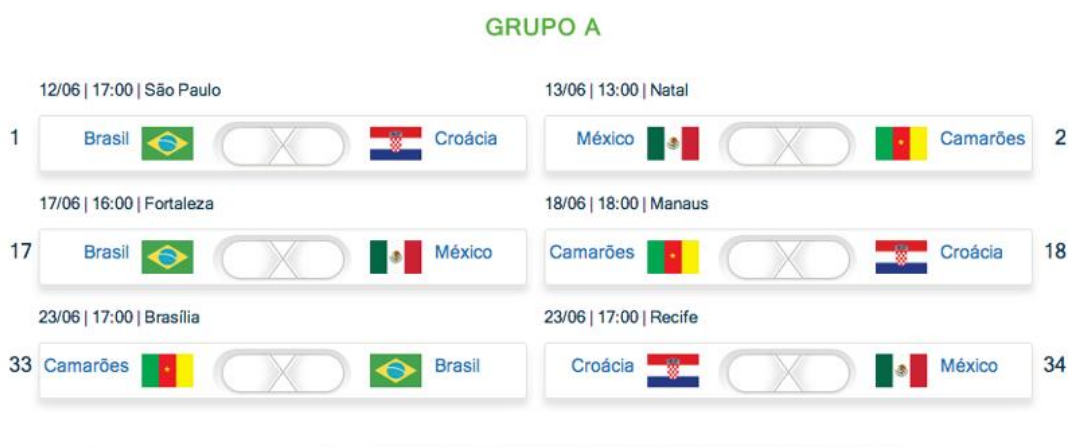 GRUPO A
12/06 | 17:00 | São Paulo
13/06 | 13:00 | Natal
1 Brasil X Croácia
México X Camarões 2
17/06 | 16:00 | Fortaleza
18/06 | 18:00 | Manaus
17 Brasil X México
Camarões X Croácia 18
23/06 | 17:00 | Brasília
23/06 | 17:00 | Recife
33 Camarões X Brasil
Croácia X México 34